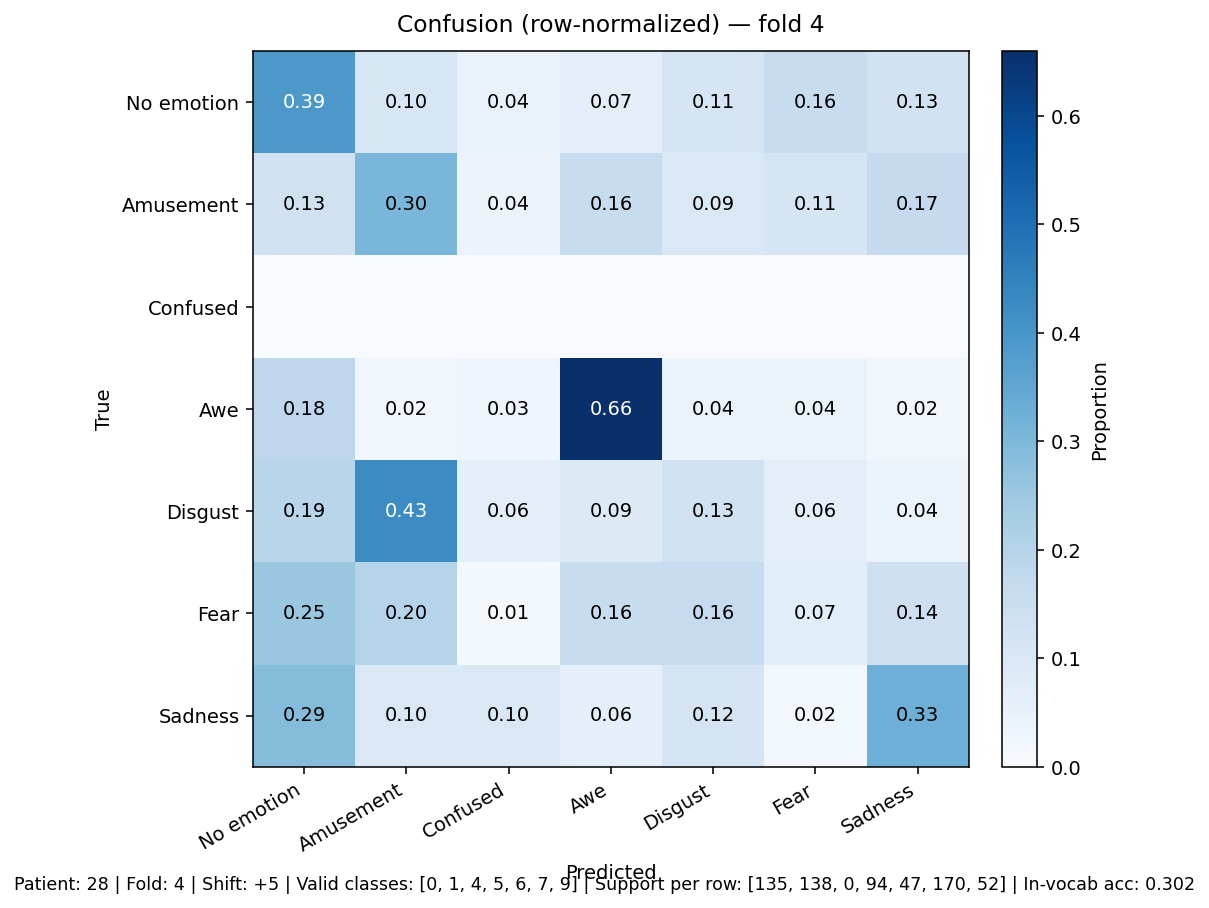 Confusion (row-normalized) — fold 4
No emotion 0.39 0.10 0.04 0.07 0.11 0.16 0.13
Amusement 0.13 0.30 0.04 0.16 0.09 0.11 0.17
Confused
Awe 0.18 0.02 0.03 0.66 0.04 0.04 0.02
Disgust 0.19 0.43 0.06 0.09 0.13 0.06 0.04
Fear 0.25 0.20 0.01 0.16 0.16 0.07 0.14
Sadness 0.29 0.10 0.10 0.06 0.12 0.02 0.33
True
No emotion Amusement Confused Awe Disgust Fear Sadness
Predicted
0.6
0.5
0.4
0.3
0.2
0.1
0.0
Proportion
Patient: 28 | Fold: 4 | Shift: +5 | Valid classes: [0, 1, 4, 5, 6, 7, 9] | Support per row: [135, 138, 0, 94, 47, 170, 52] | In-vocab acc: 0.302